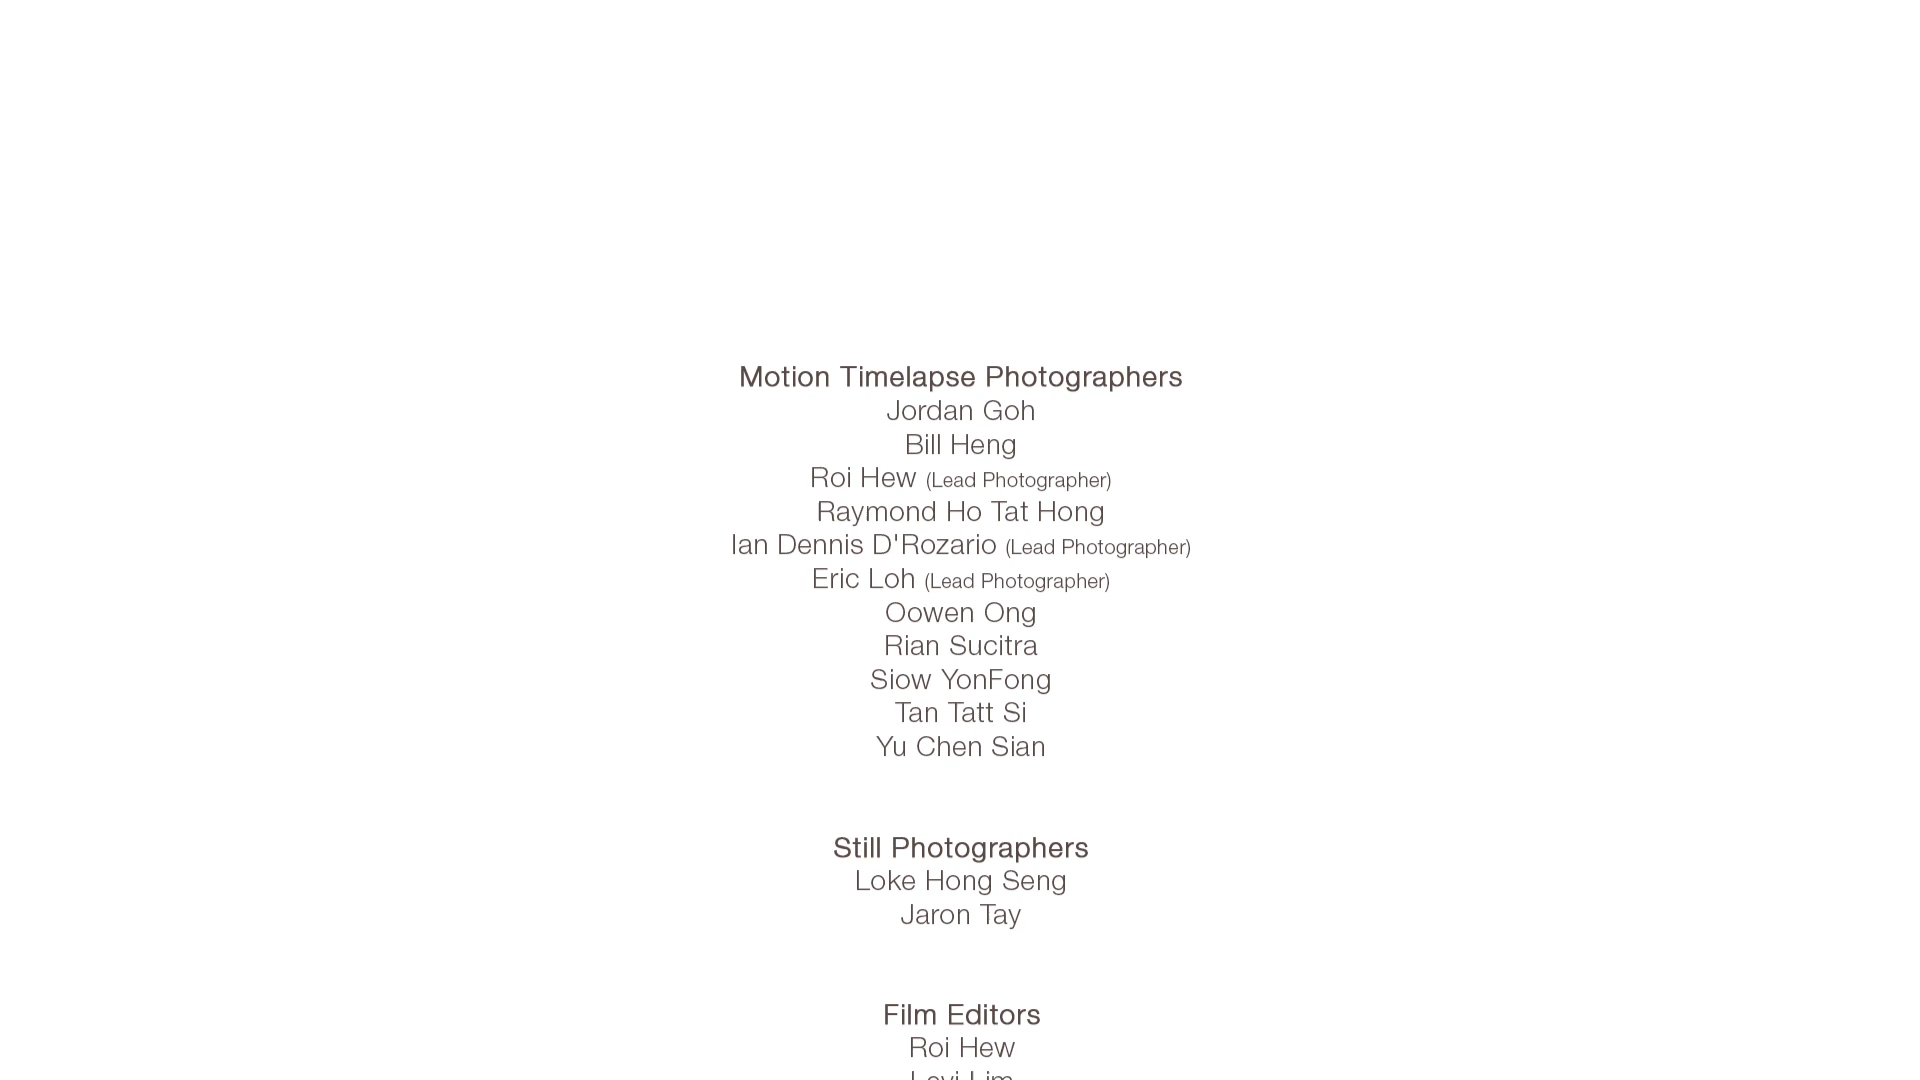 Motion Timelapse Photographers
Jordan Goh
Bill Heng
Roi Hew (Lead Photographer)
Raymond Ho Tat Hong
Ian Dennis D'Rozario (Lead Photographer)
Eric Loh (Lead Photographer)
Oowen Ong
Rian Sucitra
Siow YonFong
Tan Tatt Si
Yu Chen Sian
Still Photographers
Loke Hong Seng
Jaron Tay
Film Editors
Roi Hew